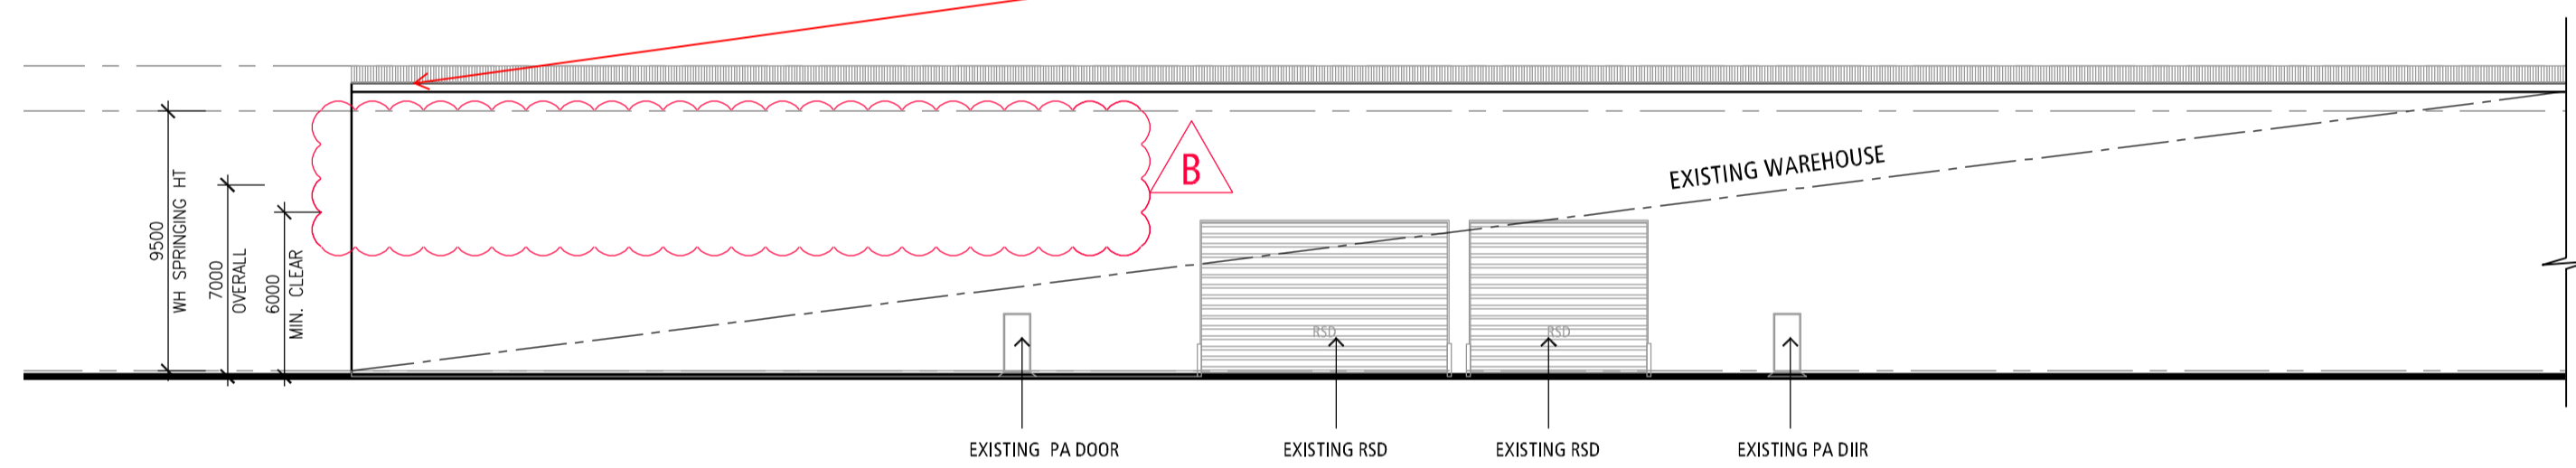 9500
WH SPRINGING HT
7000
OVERALL
6000
MIN. CLEAR
B
EXISTING WAREHOUSE
RSD
RSD
EXISTING PA DOOR
EXISTING RSD
EXISTING RSD
EXISTING PA DIIR